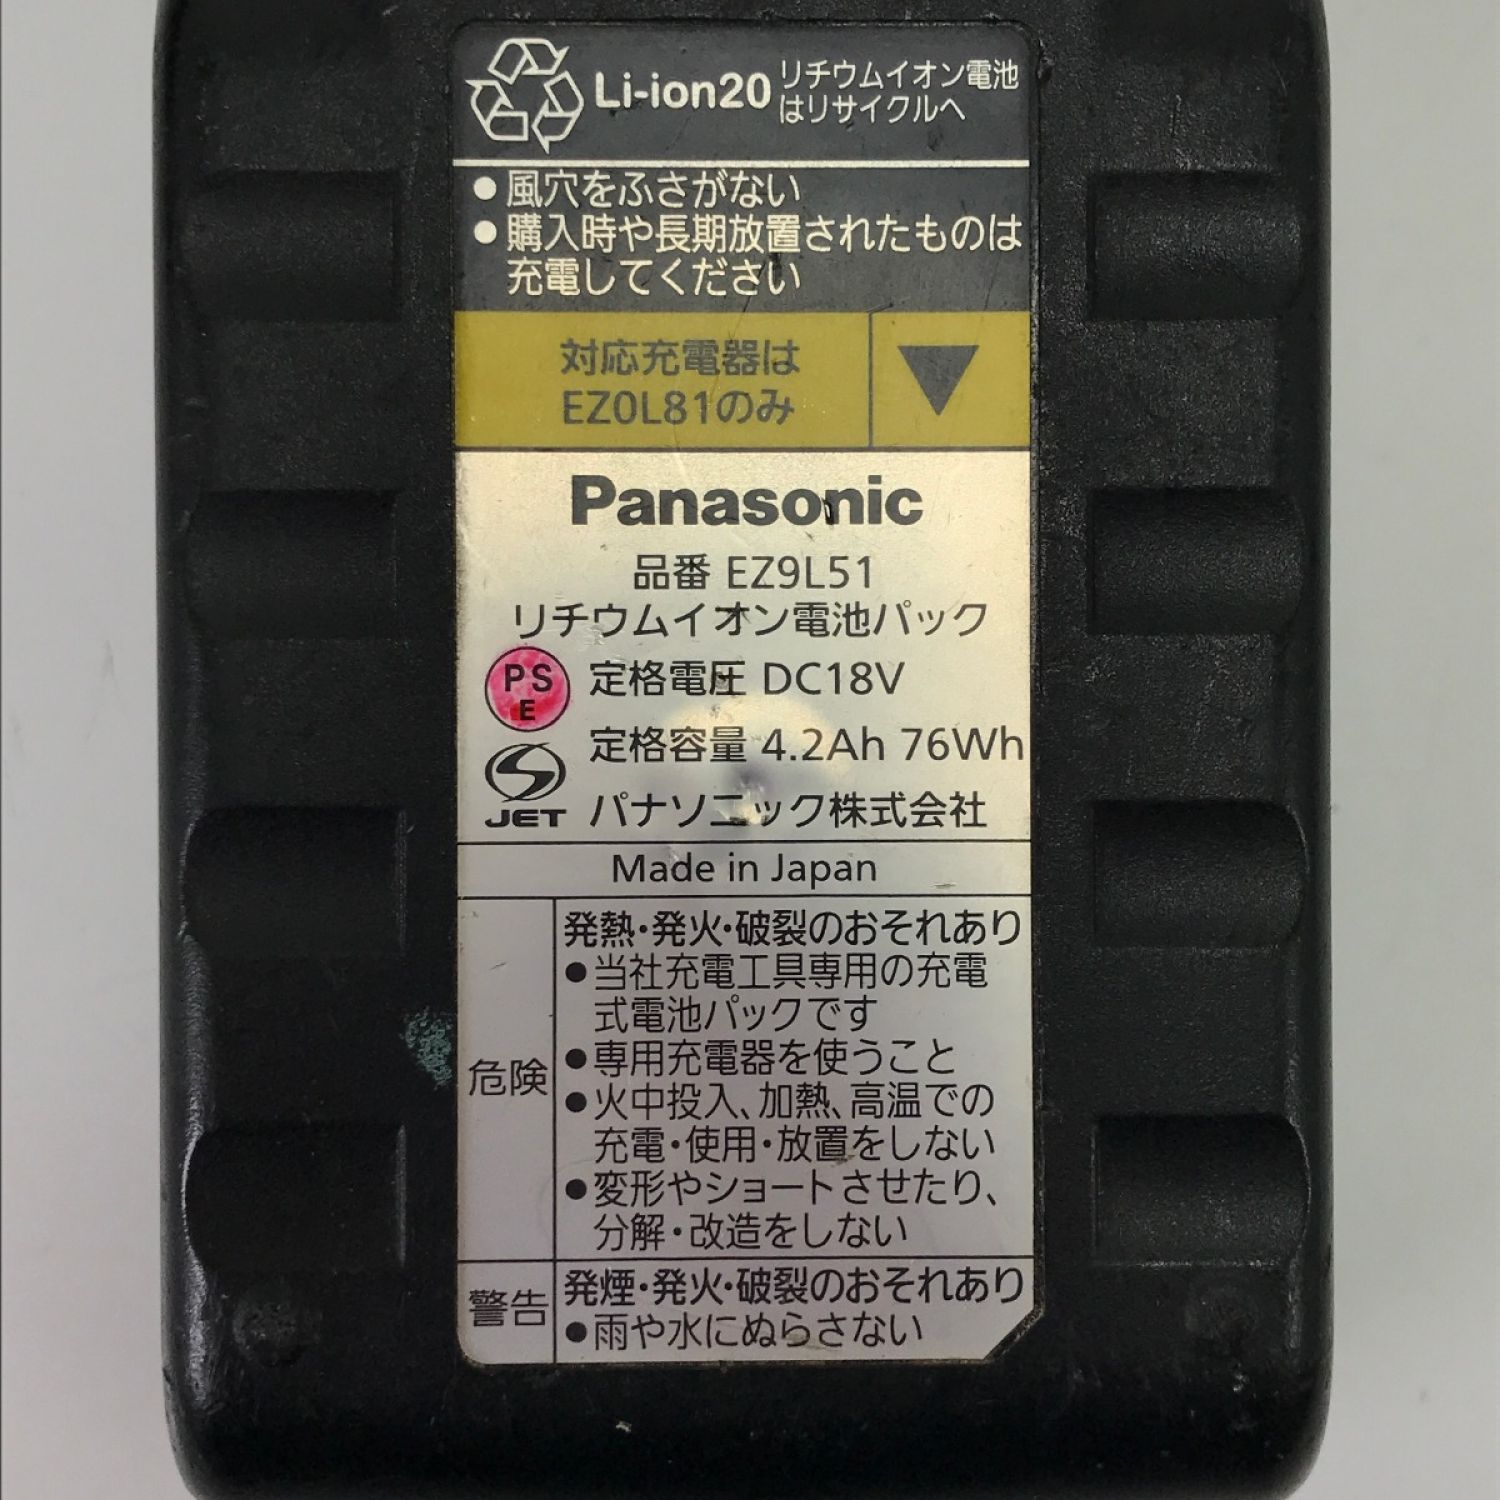 Li-ion20 リチウムイオン電池
はリサイクルへ
●風穴をふさがない
●購入時や長期放置されたものは
充電してください
対応充電器は
EZ0L81のみ
Panasonic
品番 EZ9L51
リチウムイオン電池パック
PS
E
定格電圧 DC18V
定格容量 4.2Ah 76Wh
JET パナソニック株式会社
Made in Japan
危険
発熱・発火・破裂のおそれあり
●当社充電工具専用の充電
式電池パックです
●専用充電器を使うこと
●火中投入、加熱、高温での
充電・使用・放置をしない
●変形やショートさせたり、
分解・改造をしない
警告
発煙・発火・破裂のおそれあり
●雨や水にぬらさない